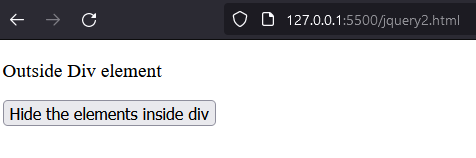 127.0.0.1:5500/jquery2.html
Outside Div element
Hide the elements inside div